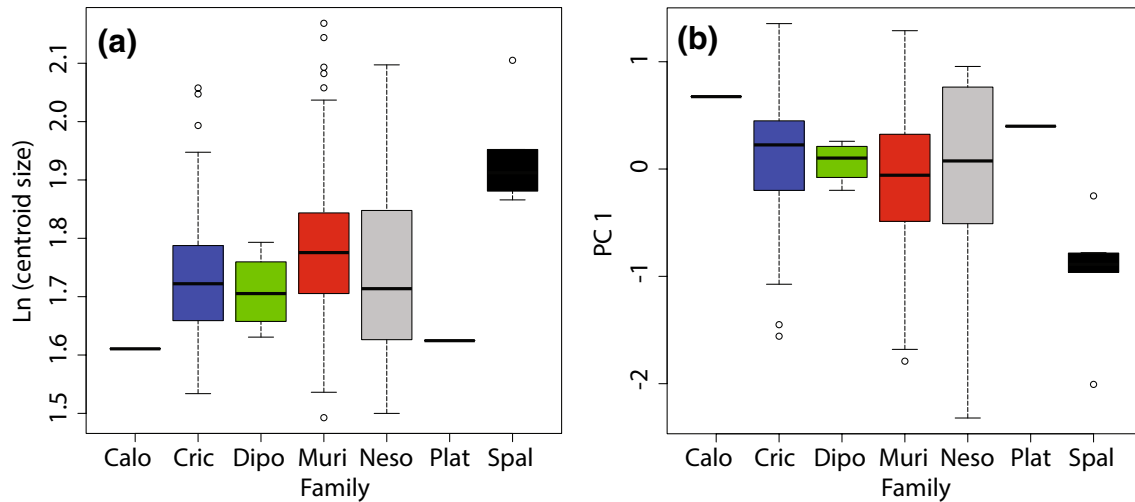 (a)
Ln (centroid size)
2.1
2.0
1.9
1.8
1.7
1.6
1.5
Calo Cric Dipo Muri Neso Plat Spal
Family
(b)
PC 1
1
0
-1
-2
Calo Cric Dipo Muri Neso Plat Spal
Family